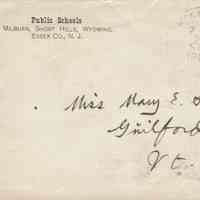 Public Schools
Milburn, Short Hills, Wyoming,
Essex Co., N. J.
Miss Mary E.
Guilford
Vt.